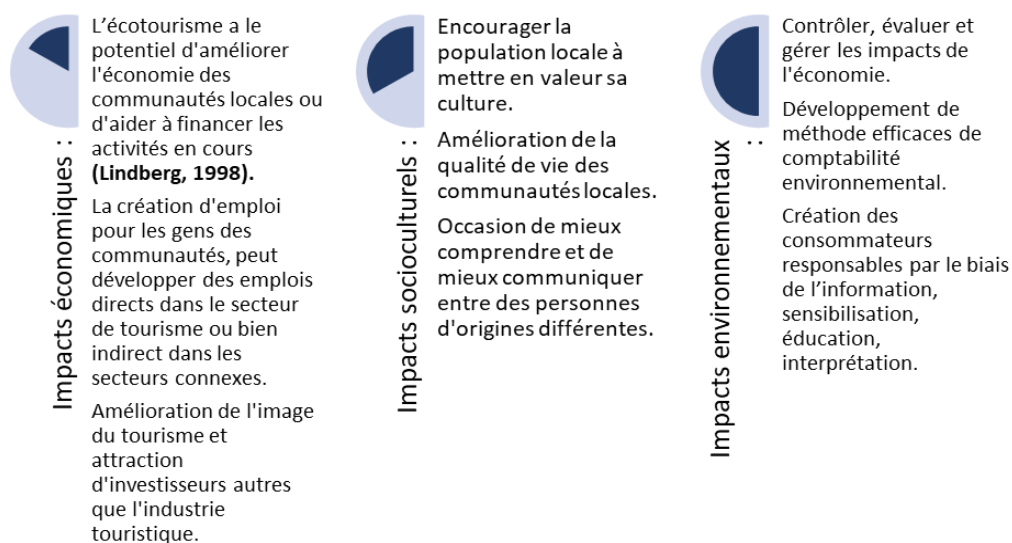 Impacts économiques :
L’écotourisme a le
potentiel d'améliorer
l'économie des
communautés locales ou
d'aider à financer les
activités en cours
(Lindberg, 1998).
La création d'emploi
pour les gens des
communautés, peut
développer des emplois
directs dans le secteur
de tourisme ou bien
indirect dans les
secteurs connexes.
Amélioration de l'image
du tourisme et
attraction
d'investisseurs autres
que l'industrie
touristique.
Impacts socioculturels :
Encourager la
population locale à
mettre en valeur sa
culture.
Amélioration de la
qualité de vie des
communautés locales.
Occasion de mieux
comprendre et de
mieux communiquer
entre des personnes
d'origines différentes.
Impacts environnementaux
:
Contrôler, évaluer et
gérer les impacts de
l'économie.
Développement de
méthode efficaces de
comptabilité
environnemental.
Création des
consommateurs
responsables par le biais
de l’information,
sensibilisation,
éducation,
interprétation.